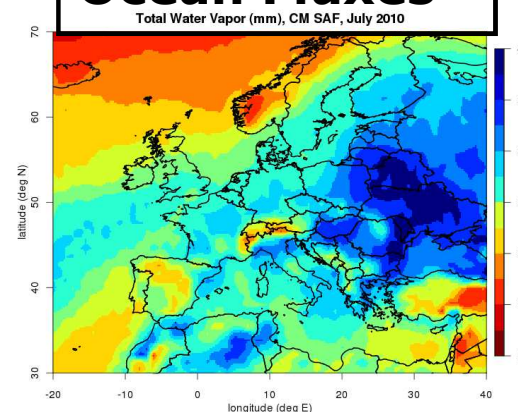 Ocean Fluxes
Total Water Vapor (mm), CM SAF, July 2010
70
60
50
40
30
latitude (deg N)
-20 -10 0 10 20 30 40
longitude (deg E)